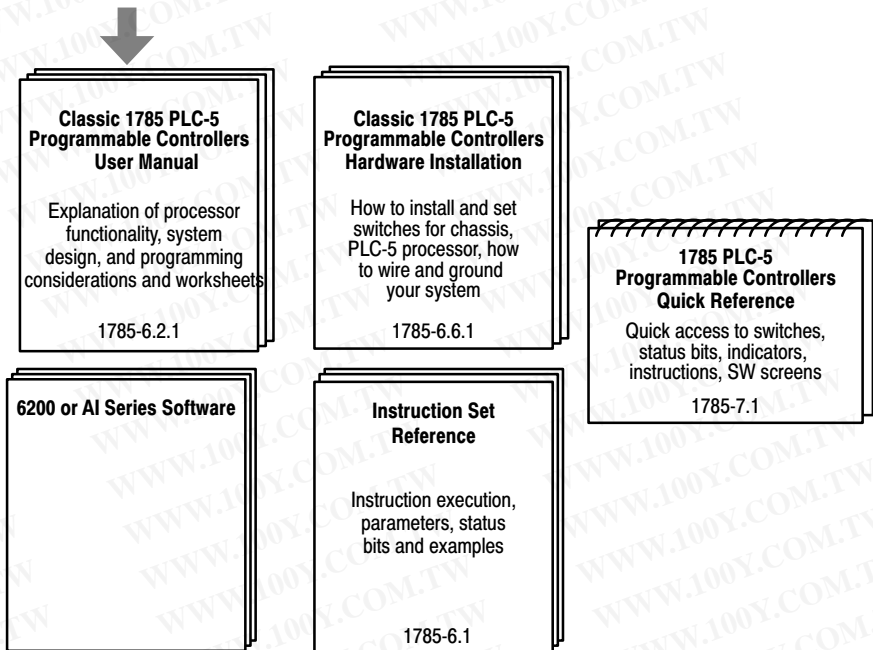 Classic 1785 PLC-5
Programmable Controllers
User Manual
Explanation of processor
functionality, system
design, and programming
considerations and worksheets
1785-6.2.1
Classic 1785 PLC-5
Programmable Controllers
Hardware Installation
How to install and set
switches for chassis,
PLC-5 processor, how
to wire and ground
your system
1785-6.6.1
1785 PLC-5
Programmable Controllers
Quick Reference
Quick access to switches,
status bits, indicators,
instructions, SW screens
1785-7.1
6200 or AI Series Software
Instruction Set
Reference
Instruction execution,
parameters, status
bits and examples
1785-6.1
WWW.100Y.COM.TW